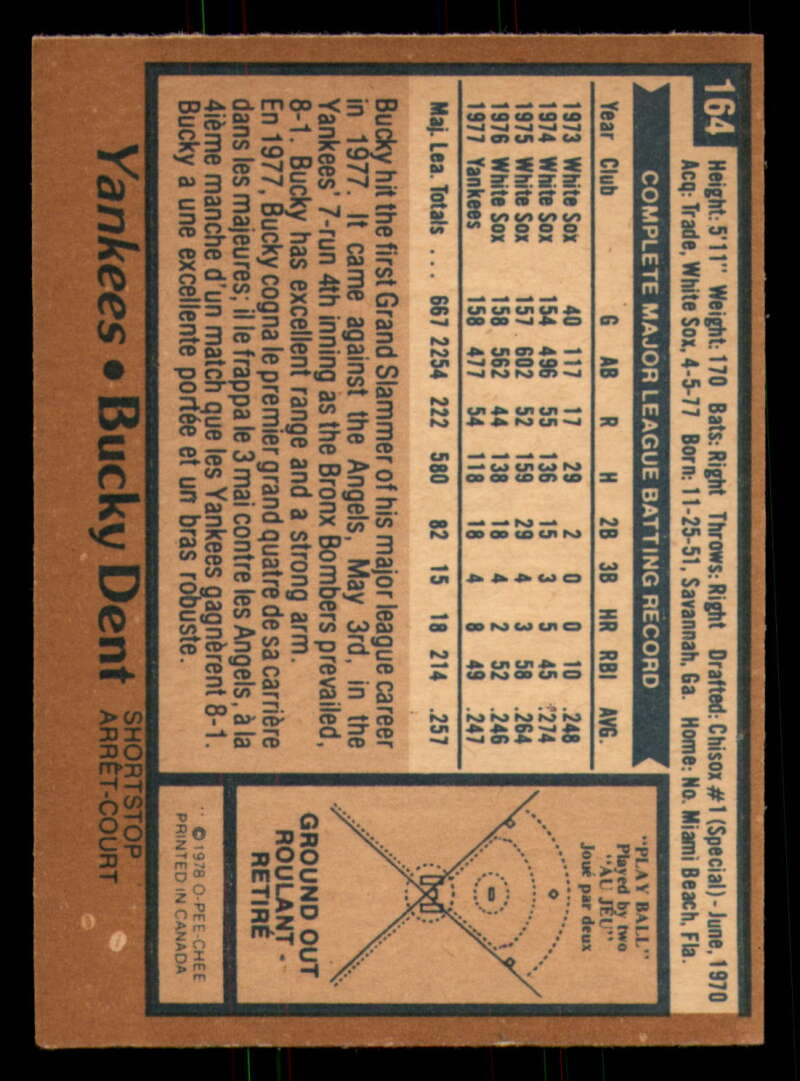 164
Height: 5'11" Weight: 170 Bats: Right Throws: Right Drafted: Chisox #1 (Special) - June, 1970
Acq: Trade, White Sox, 4-5-77 Born: 11-25-51, Savannah, Ga. Home: No. Miami Beach, Fla.
COMPLETE MAJOR LEAGUE BATTING RECORD
Year Club G AB R H 2B 3B HR RBI AVG.
1973 White Sox 40 117 17 29 2 0 0 10 .248
1974 White Sox 154 496 55 136 15 3 5 45 .274
1975 White Sox 157 602 52 159 29 4 3 58 .264
1976 White Sox 158 562 44 138 18 4 2 52 .246
1977 Yankees 158 477 54 118 18 4 8 49 .247
Maj. Lea. Totals ... 667 2254 222 580 82 15 18 214 .257
Bucky hit the first Grand Slammer of his major league career
in 1977. It came against the Angels, May 3rd, in the
Yankees' 7-run 4th inning as the Bronx Bombers prevailed,
8-1. Bucky has excellent range and a strong arm.
En 1977, Bucky cogna le premier grand quatre de sa carrière
dans les majeures; il le frappa le 3 mai contre les Angels, à la
4ième manche d'un match que les Yankees gagnèrent 8-1.
Bucky a une excellente portée et un bras robuste.
"PLAY BALL"
Played by two
"AU JEU"
Joué par deux
GROUND OUT
ROULANT -
RETIRÉ
©1978 O-PEE-CHEE
PRINTED IN CANADA
Yankees • Bucky Dent
SHORTSTOP
ARRÊT-COURT